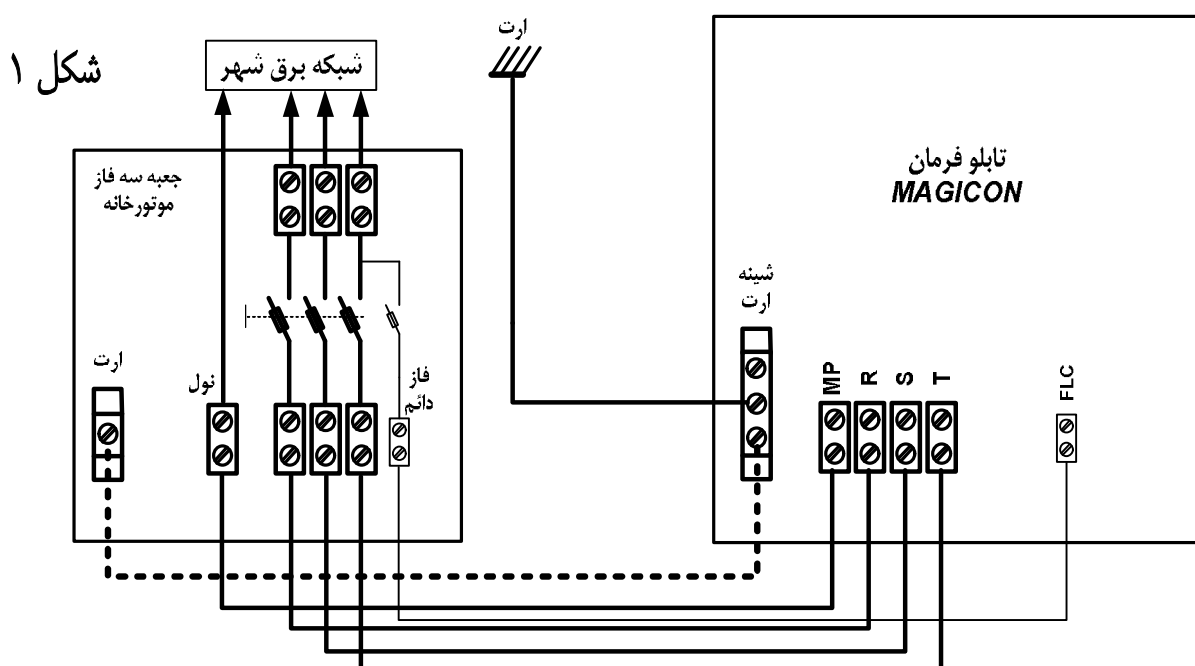 شکل ۱
شبکه برق شهر
ارت
جعبه سه فاز
موتورخانه
تابلو فرمان
MAGICON
شینه
ارت
ارت
نول
فاز
دائم
MP
R
S
T
FLC